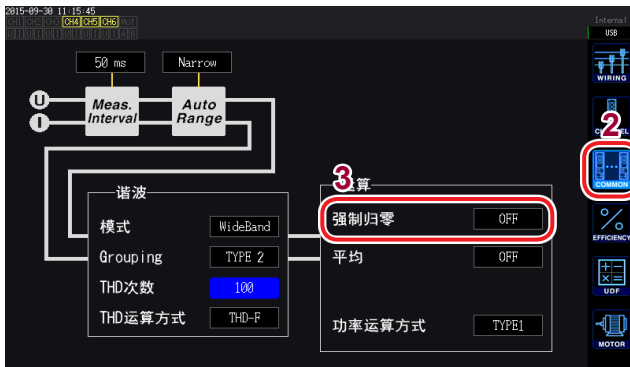 2015-09-30 11:15:45
CH1 CH2 CH3 CH4 CH5 CH6 Mot
U I U I U I U I U I U I A B
Internal
USB
50 ms
Narrow
U
I
Meas. Interval
Auto Range
WIRING
2
COMMON
3
谐波
模式
WideBand
Grouping
TYPE 2
THD次数
100
THD运算方式
THD-F
强制归零
OFF
平均
OFF
功率运算方式
TYPE1
EFFICIENCY
UDF
MOTOR